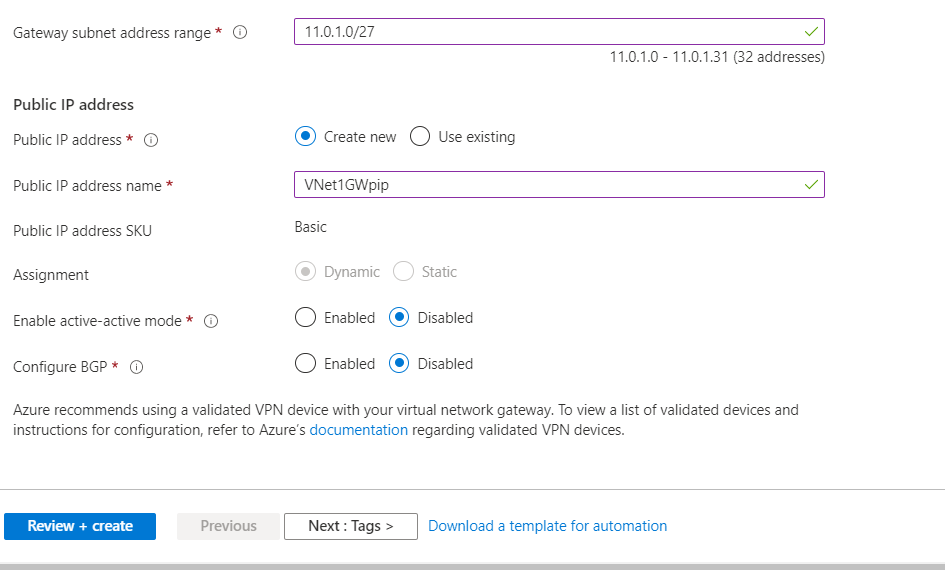 Gateway subnet address range *
11.0.1.0/27
11.0.1.0 - 11.0.1.31 (32 addresses)
Public IP address
Public IP address *
Create new
Use existing
Public IP address name *
VNet1GWpip
Public IP address SKU
Basic
Assignment
Dynamic
Static
Enable active-active mode *
Enabled
Disabled
Configure BGP *
Enabled
Disabled
Azure recommends using a validated VPN device with your virtual network gateway. To view a list of validated devices and
instructions for configuration, refer to Azure's documentation regarding validated VPN devices.
Review + create
Previous
Next : Tags >
Download a template for automation